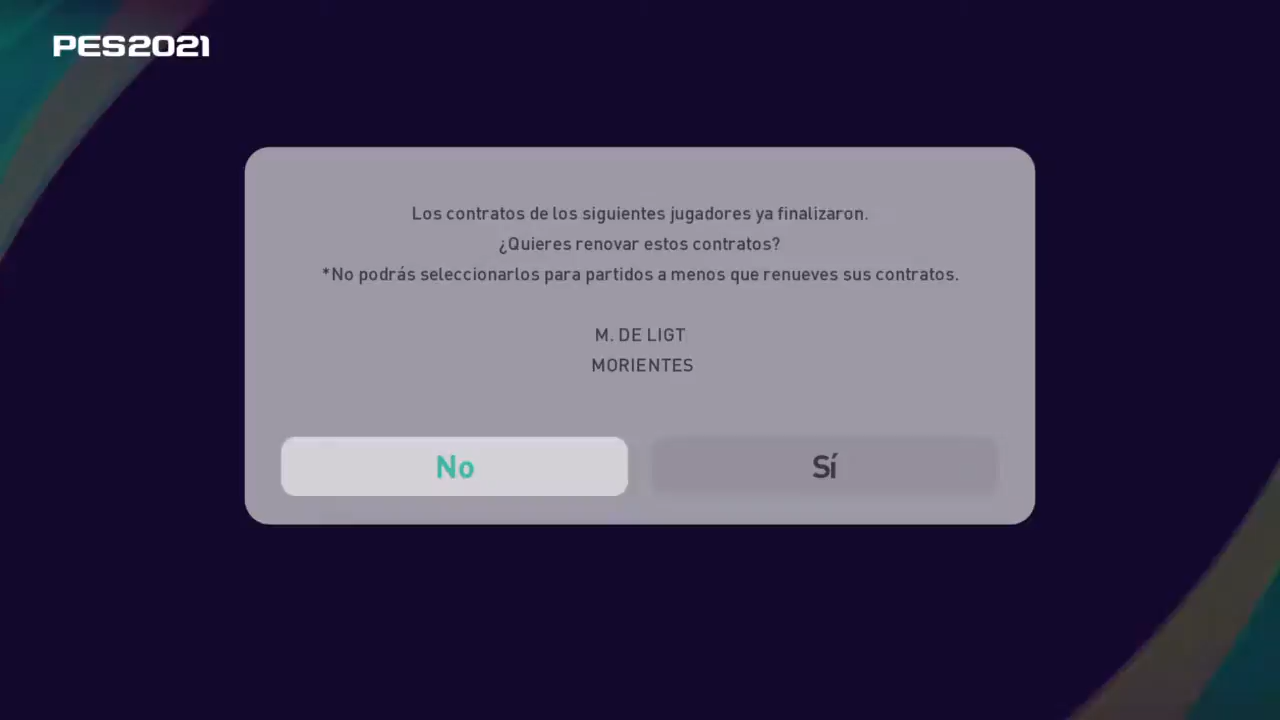 PES2021
Los contratos de los siguientes jugadores ya finalizaron.
¿Quieres renovar estos contratos?
*No podrás seleccionarlos para partidos a menos que renueves sus contratos.
M. DE LIGT
MORIENTES
No
Sí